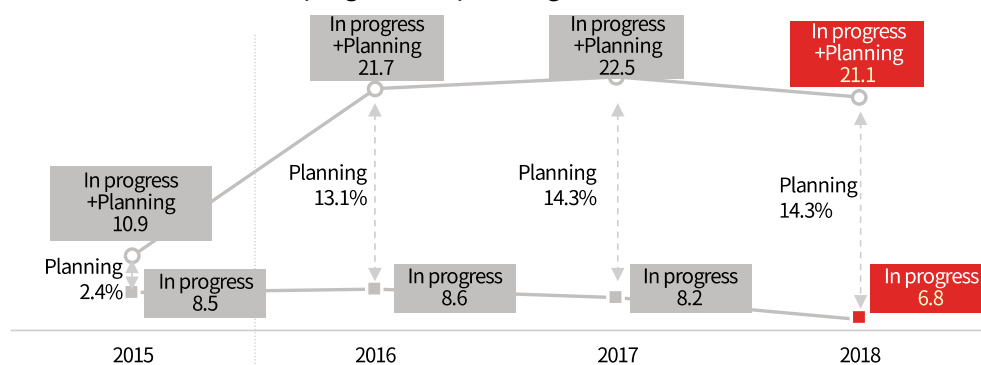 In progress
+Planning
21.7
In progress
+Planning
22.5
In progress
+Planning
21.1
In progress
+Planning
10.9
Planning
13.1%
Planning
14.3%
Planning
14.3%
Planning
2.4%
In progress
8.5
In progress
8.6
In progress
8.2
In progress
6.8
2015
2016
2017
2018